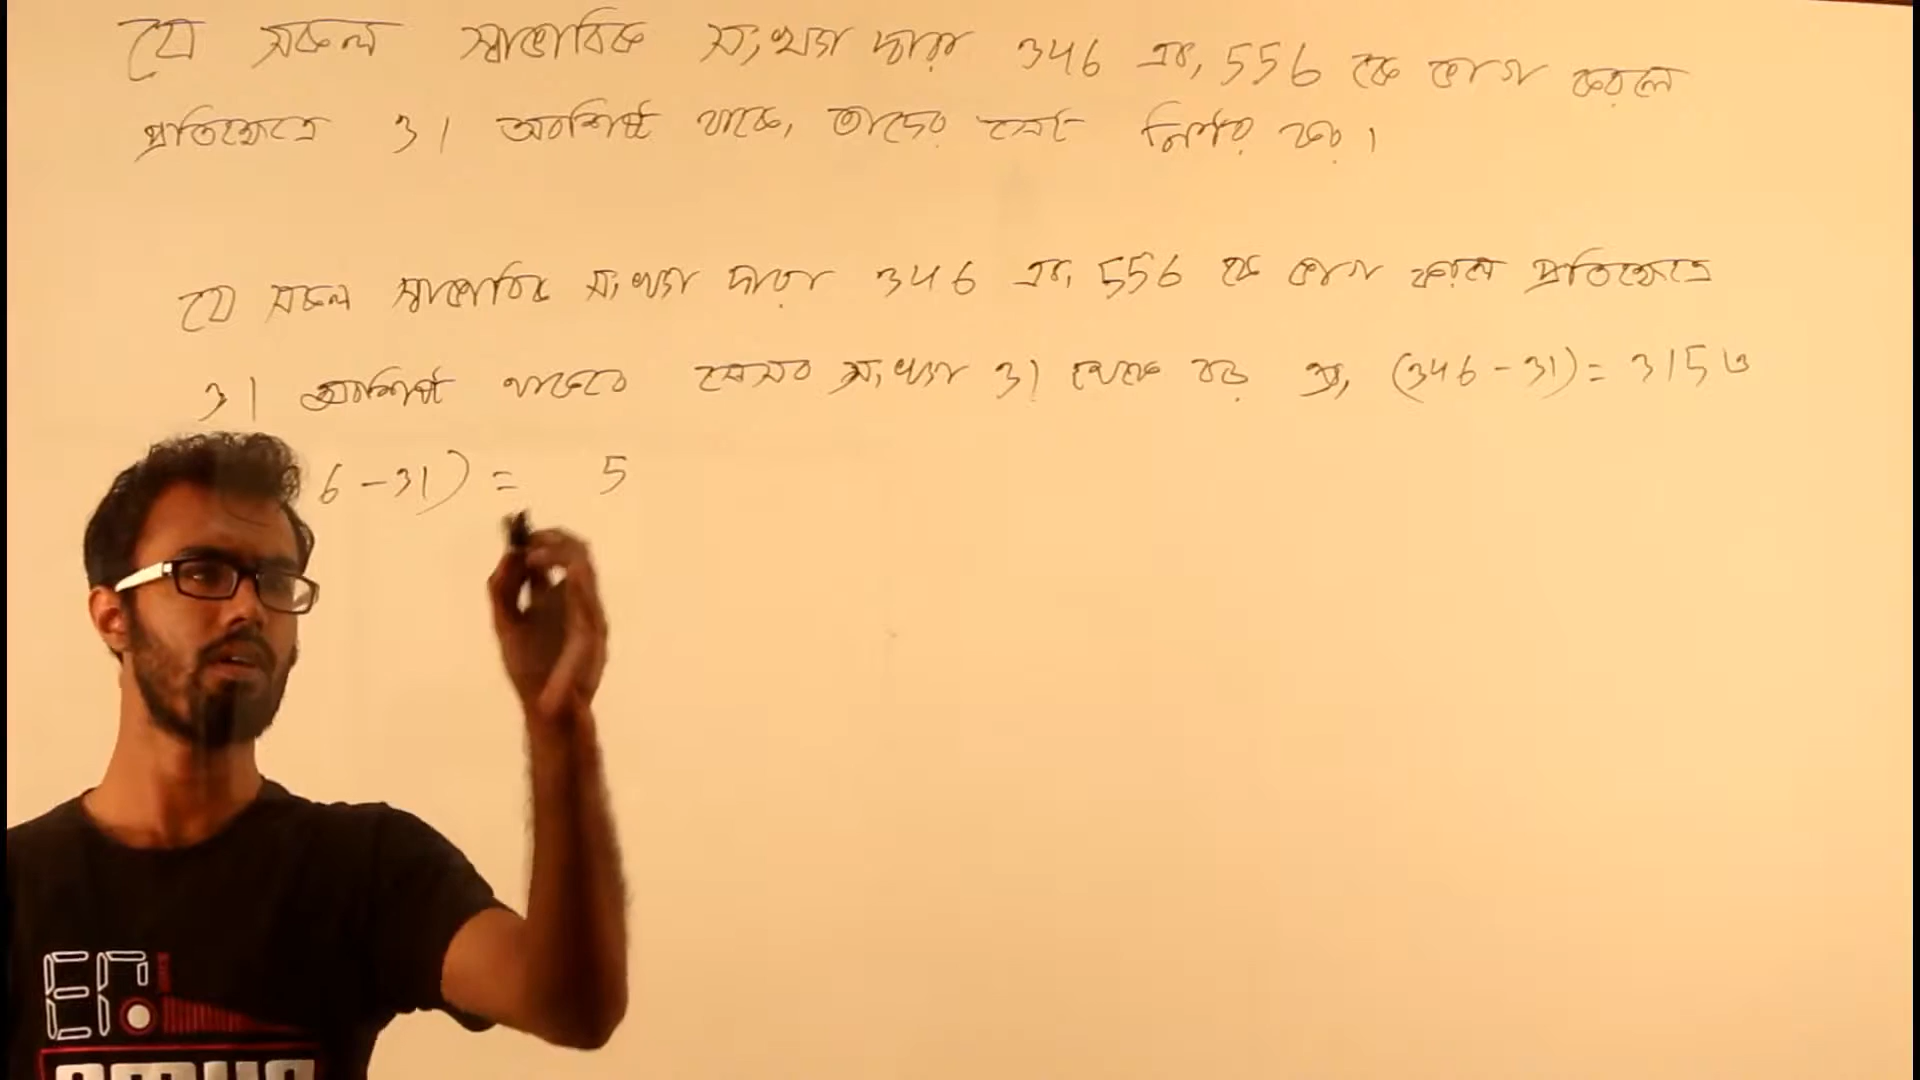 যে সকল স্বাভাবিক সংখ্যা দ্বারা 346 এবং 556 কে ভাগ করলে
প্রতিক্ষেত্রে 31 অবশিষ্ট থাকে, তাদের সেট নির্ণয় কর।
যে সকল স্বাভাবিক সংখ্যা দ্বারা 346 এবং 556 কে ভাগ করলে প্রতিক্ষেত্রে
31 অবশিষ্ট থাকবে সেসব সংখ্যা 31 থেকে বড় এবং (346 - 31) = 315 ও
6 - 31) = 5